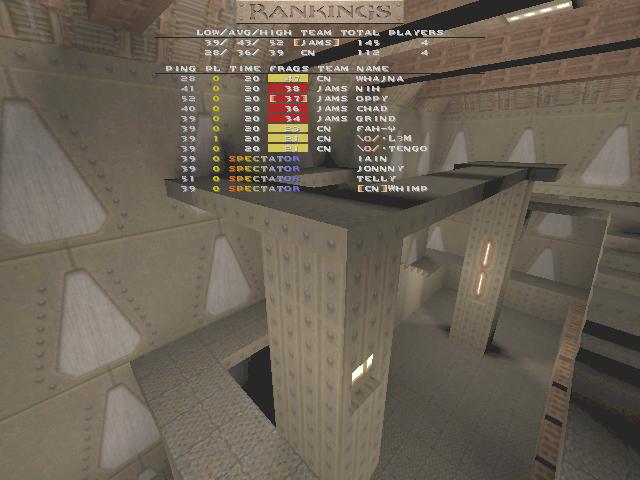 RANKINGS
LOW/AVG/HIGH TEAM TOTAL PLAYERS
39/ 43/ 52 [JAMS] 145 4
28/ 36/ 39 CN 112 4
PING PL TIME FRAGS TEAM NAME
28 0 20 47 CN WHAJNA
41 0 20 38 JAMS NIH
52 0 20 [ 37] JAMS OPPY
40 0 20 36 JAMS CHAD
39 0 20 34 JAMS GRIND
39 0 20 23 CN FAH-Ψ
39 1 20 21 CN \O/·L3M
39 0 20 21 CN \O/·TENGO
39 0 SPECTATOR IAIN
39 0 SPECTATOR JONNNY
51 0 SPECTATOR TELLY
39 0 SPECTATOR [CN]WHIMP